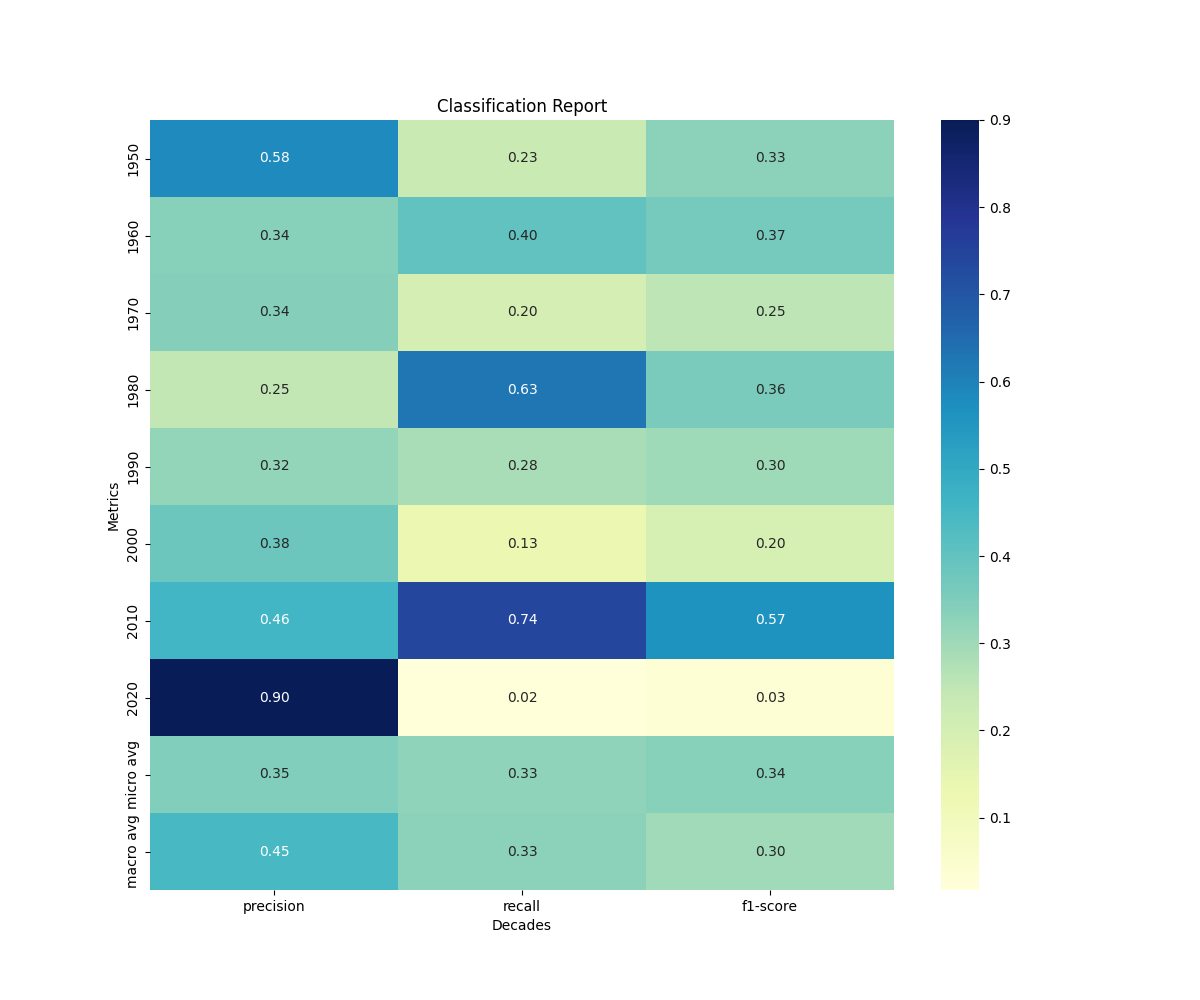 Classification Report
1950 0.58 0.23 0.33
1960 0.34 0.40 0.37
1970 0.34 0.20 0.25
1980 0.25 0.63 0.36
1990 0.32 0.28 0.30
2000 0.38 0.13 0.20
2010 0.46 0.74 0.57
2020 0.90 0.02 0.03
micro avg 0.35 0.33 0.34
macro avg 0.45 0.33 0.30
precision recall f1-score
Decades
Metrics
0.9
0.8
0.7
0.6
0.5
0.4
0.3
0.2
0.1